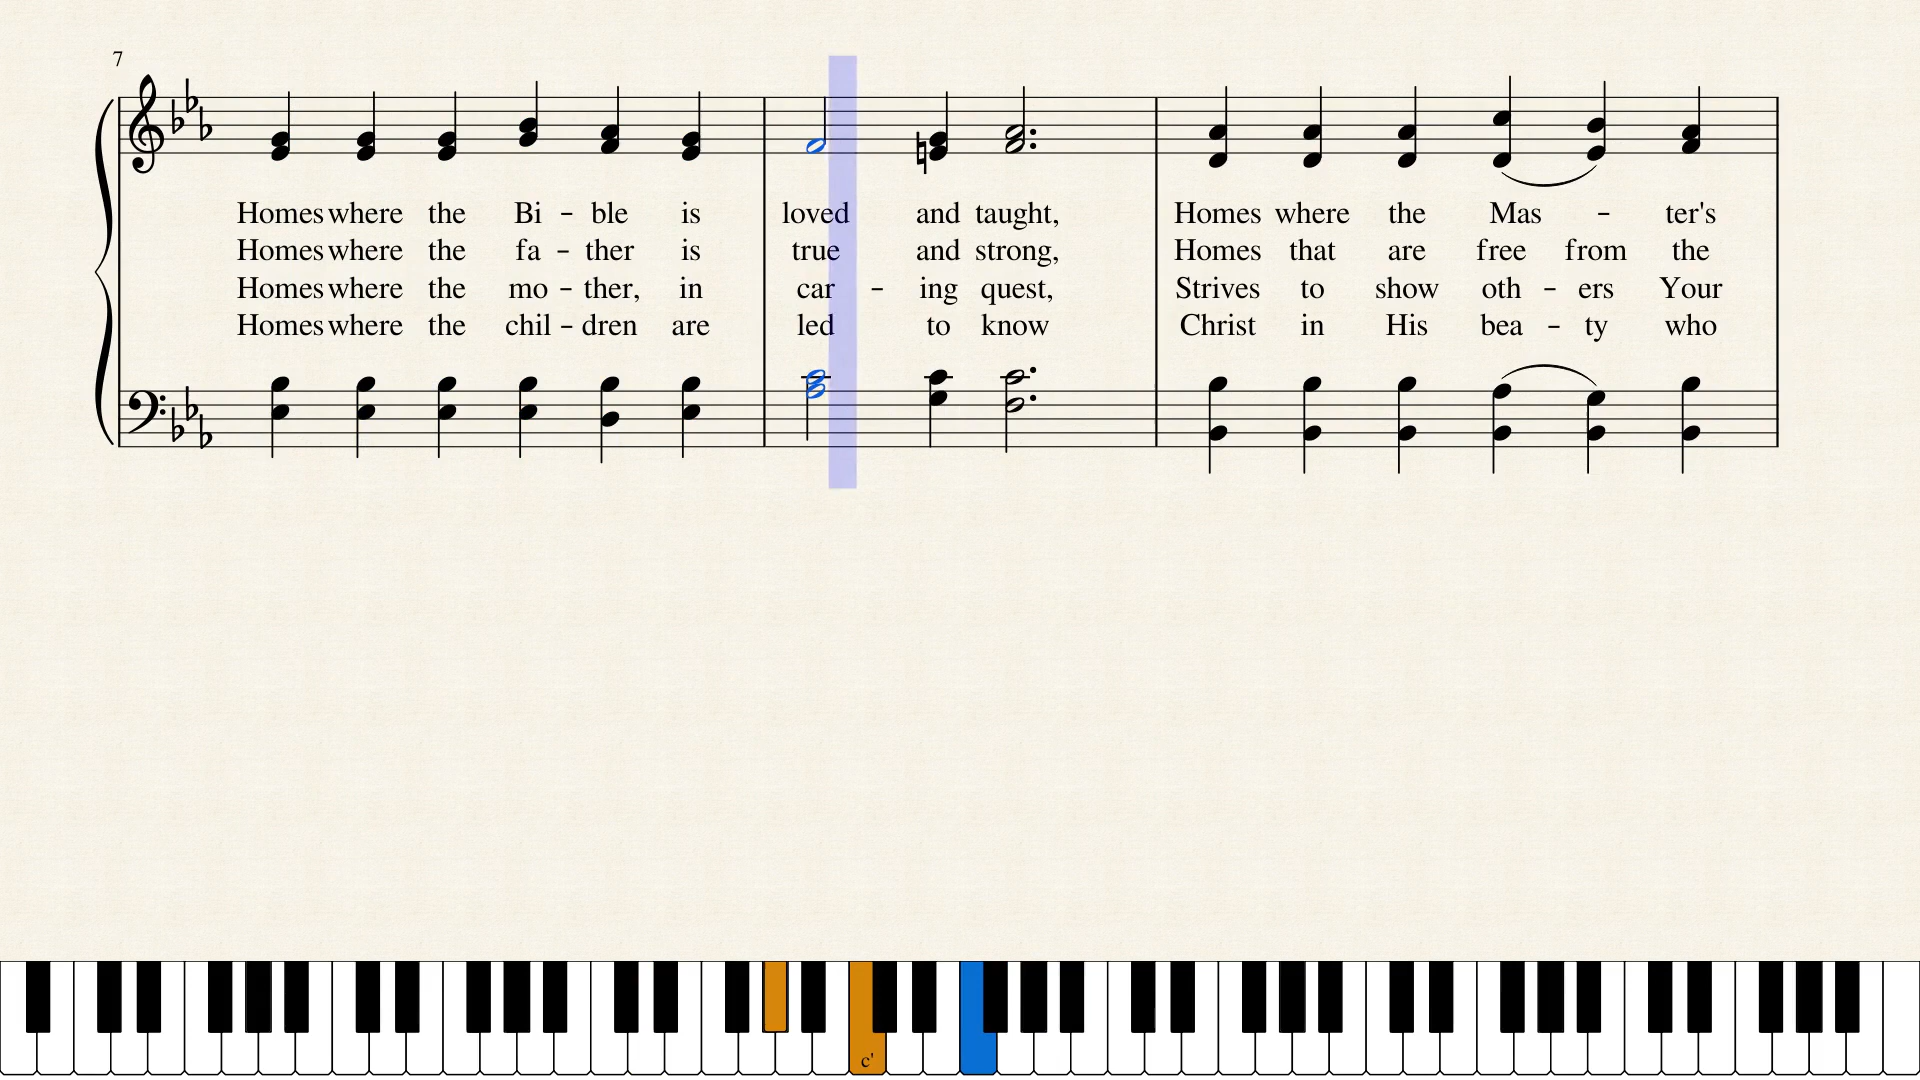 7
Homes where the Bi - ble is loved and taught, Homes where the Mas - ter's
Homes where the fa - ther is true and strong, Homes that are free from the
Homes where the mo - ther, in car - ing quest, Strives to show oth - ers Your
Homes where the chil - dren are led to know Christ in His bea - ty who
c'